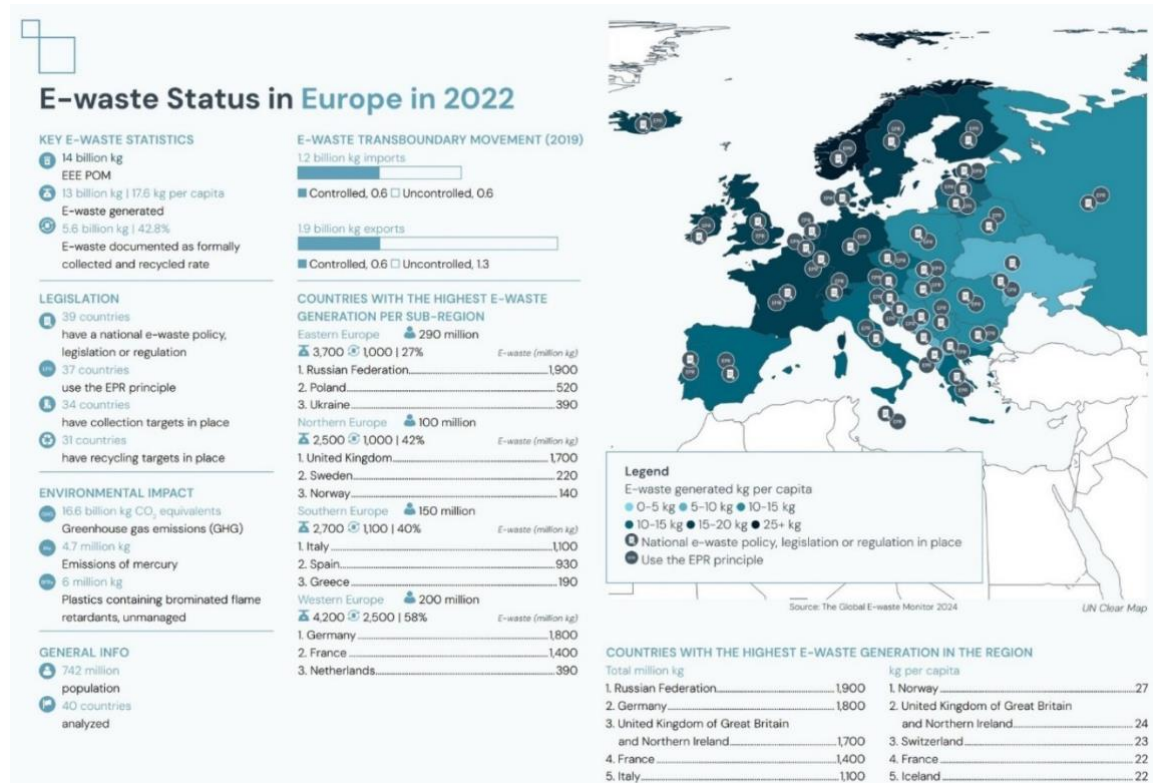 E-waste Status in Europe in 2022
KEY E-WASTE STATISTICS
14 billion kg
EEE POM
13 billion kg | 17.6 kg per capita
E-waste generated
5.6 billion kg | 42.8%
E-waste documented as formally
collected and recycled rate
LEGISLATION
39 countries
have a national e-waste policy,
legislation or regulation
EPR 37 countries
use the EPR principle
34 countries
have collection targets in place
31 countries
have recycling targets in place
ENVIRONMENTAL IMPACT
16.6 billion kg CO₂ equivalents
Greenhouse gas emissions (GHG)
4.7 million kg
Emissions of mercury
6 million kg
Plastics containing brominated flame
retardants, unmanaged
GENERAL INFO
742 million
population
40 countries
analyzed
E-WASTE TRANSBOUNDARY MOVEMENT (2019)
1.2 billion kg imports
Controlled, 0.6 Uncontrolled, 0.6
1.9 billion kg exports
Controlled, 0.6 Uncontrolled, 1.3
COUNTRIES WITH THE HIGHEST E-WASTE
GENERATION PER SUB-REGION
Eastern Europe 290 million
3,700 1,000 | 27% E-waste (million kg)
1. Russian Federation 1,900
2. Poland 520
3. Ukraine 390
Northern Europe 100 million
2,500 1,000 | 42% E-waste (million kg)
1. United Kingdom 1,700
2. Sweden 220
3. Norway 140
Southern Europe 150 million
2,700 1,100 | 40% E-waste (million kg)
1. Italy 1,100
2. Spain 930
3. Greece 190
Western Europe 200 million
4,200 2,500 | 58% E-waste (million kg)
1. Germany 1,800
2. France 1,400
3. Netherlands 390
Legend
E-waste generated kg per capita
0-5 kg 5-10 kg 10-15 kg
10-15 kg 15-20 kg 25+ kg
National e-waste policy, legislation or regulation in place
Use the EPR principle
Source: The Global E-waste Monitor 2024
UN Clear Map
COUNTRIES WITH THE HIGHEST E-WASTE GENERATION IN THE REGION
Total million kg
1. Russian Federation 1,900
2. Germany 1,800
3. United Kingdom of Great Britain
and Northern Ireland 1,700
4. France 1,400
5. Italy 1,100
kg per capita
1. Norway 27
2. United Kingdom of Great Britain
and Northern Ireland 24
3. Switzerland 23
4. France 22
5. Iceland 22